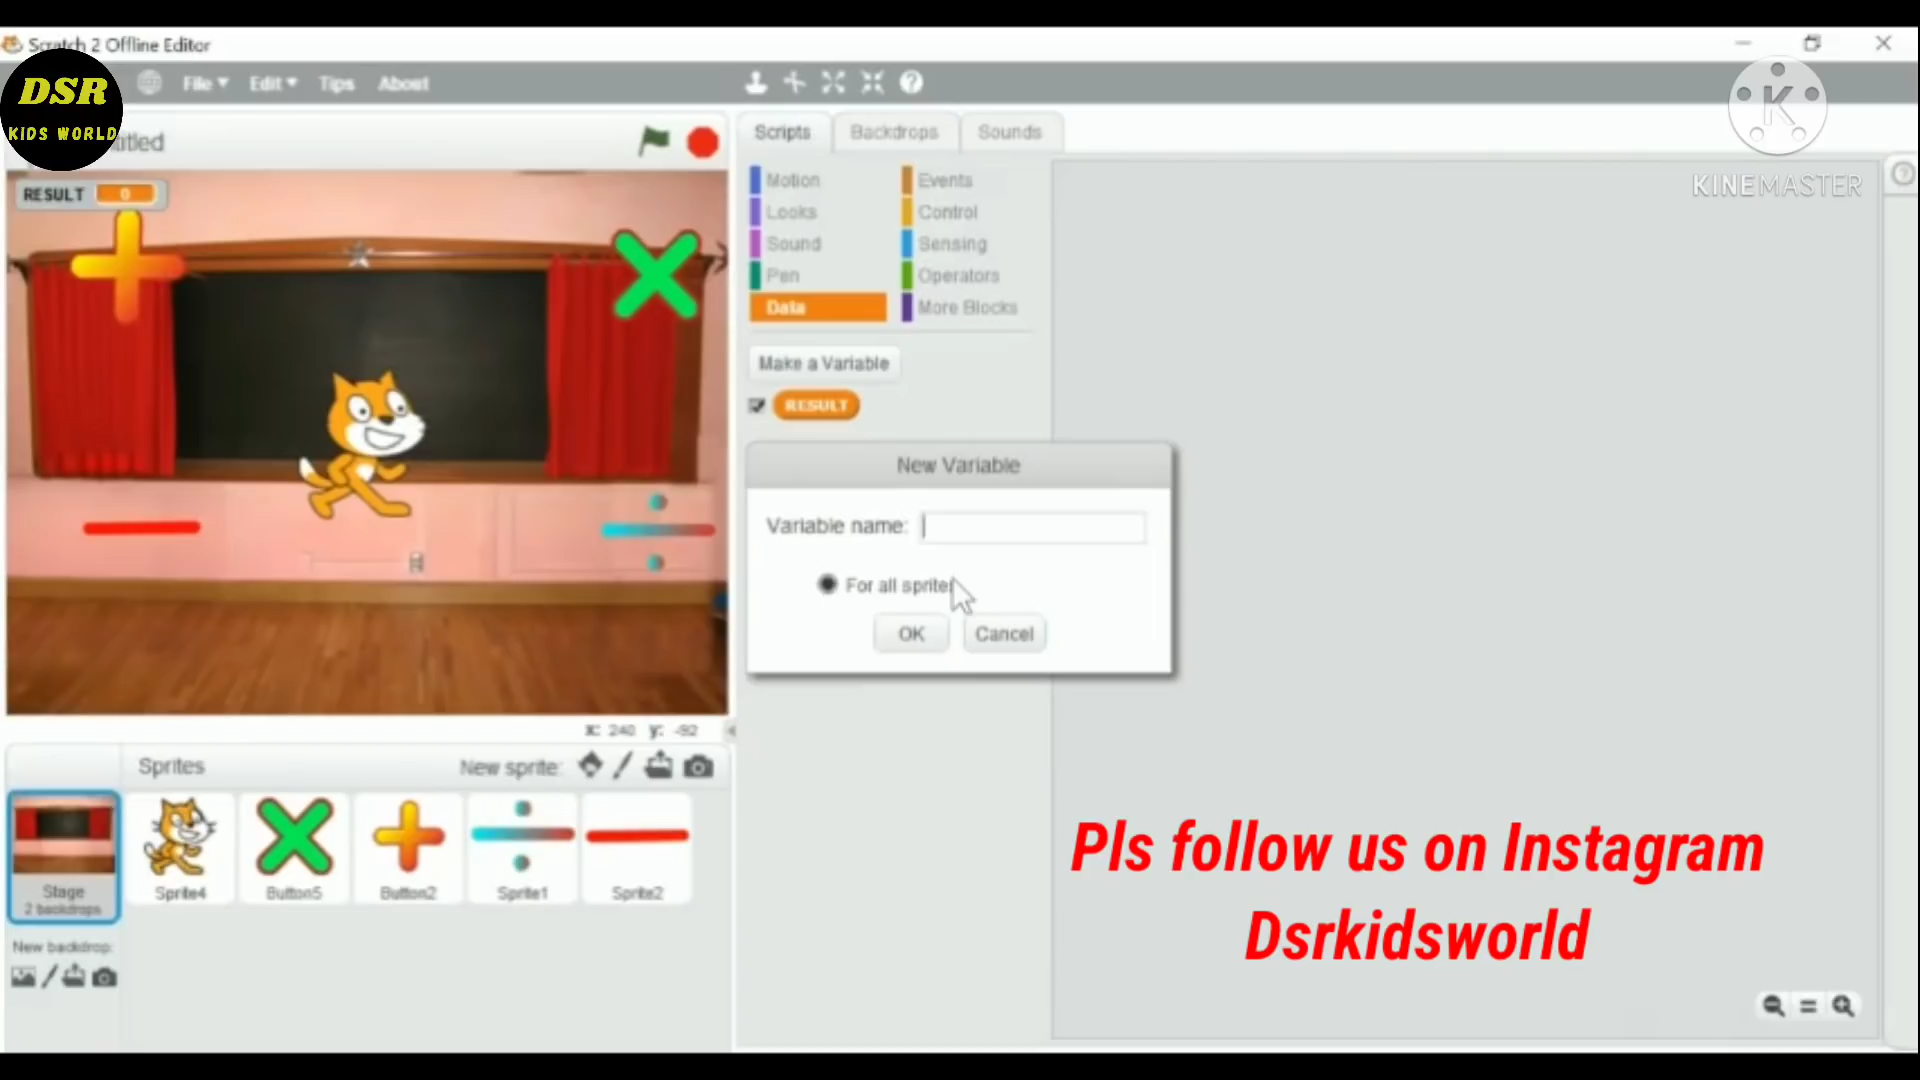 Scratch 2 Offline Editor
DSR
KIDS WORLD
File
Edit
Tips
About
K
KINEMASTER
Scripts
Backdrops
Sounds
RESULT 0
Motion
Looks
Sound
Pen
Data
Events
Control
Sensing
Operators
More Blocks
Make a Variable
RESULT
New Variable
Variable name:
For all
OK
Cancel
x: 240 y: -92
Sprites
New sprite:
Stage
2 backdrops
Sprite4
Button5
Button2
Sprite1
Sprite2
New backdrop:
Pls follow us on Instagram
Dsrkidsworld